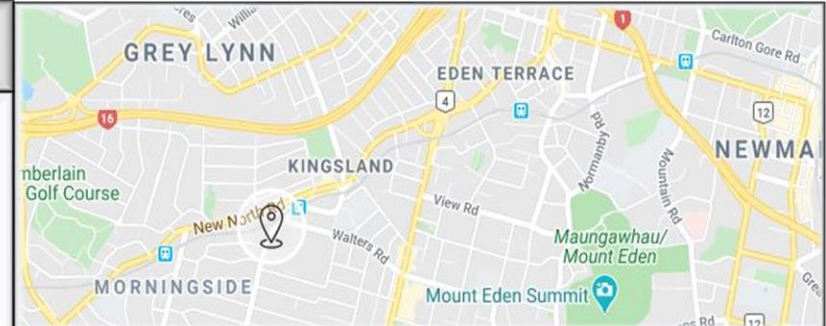 1
GREY LYNN
Carlton Gore Rd
EDEN TERRACE
4
16
12
NEWMA
Normanby Rd
KINGSLAND
Mountain Rd
mberlain
Golf Course
View Rd
New North Rd
Walters Rd
Maungawhau/
Mount Eden
MORNINGSIDE
Mount Eden Summit
12